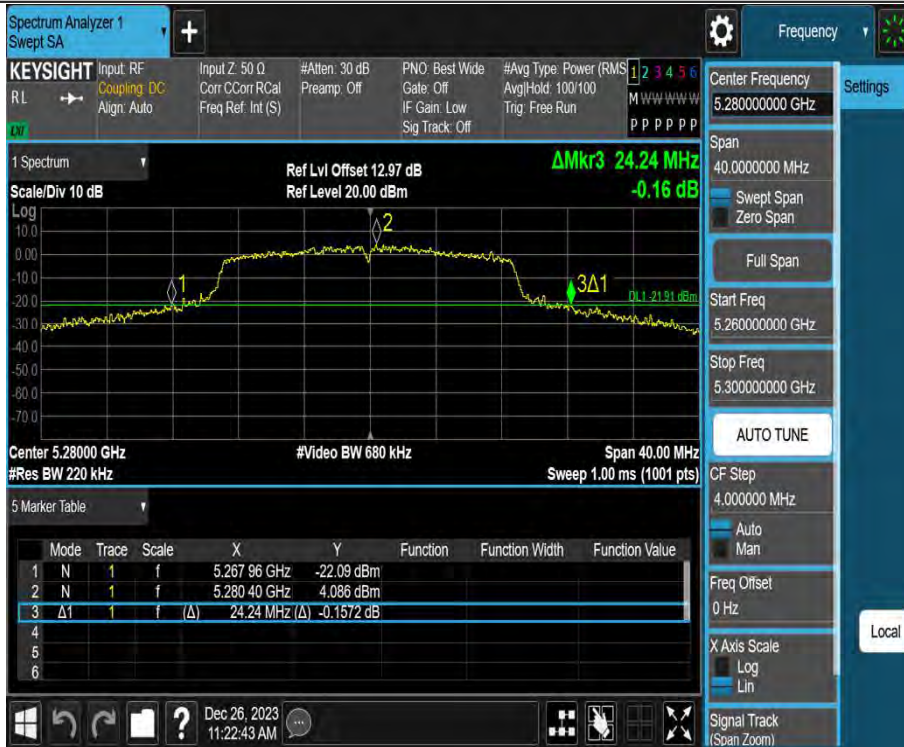 Spectrum Analyzer 1
Swept SA
+
Frequency
KEYSIGHT
RL
LXI
Input: RF
Coupling: DC
Align: Auto
Input Z: 50 Ω
Corr CCorr RCal
Freq Ref: Int (S)
#Atten: 30 dB
Preamp: Off
PNO: Best Wide
Gate: Off
IF Gain: Low
Sig Track: Off
#Avg Type: Power (RMS
Avg|Hold: 100/100
Trig: Free Run
1 2 3 4 5 6
M W W W W W
P P P P P P
Center Frequency
5.280000000 GHz
Settings
1 Spectrum
Scale/Div 10 dB
Ref Lvl Offset 12.97 dB
Ref Level 20.00 dBm
ΔMkr3 24.24 MHz
-0.16 dB
Span
40.0000000 MHz
Swept Span
Zero Span
Full Span
Start Freq
5.260000000 GHz
Stop Freq
5.300000000 GHz
AUTO TUNE
CF Step
4.000000 MHz
Auto
Man
Freq Offset
0 Hz
X Axis Scale
Log
Lin
Signal Track
(Span Zoom)
Local
Log
10.0
0.00
-10.0
-20.0
-30.0
-40.0
-50.0
-60.0
-70.0
1
2
3Δ1
DL1 -21.91 dBm
Center 5.28000 GHz
#Res BW 220 kHz
#Video BW 680 kHz
Span 40.00 MHz
Sweep 1.00 ms (1001 pts)
5 Marker Table
Mode Trace Scale X Y Function Function Width Function Value
1 N 1 f 5.267 96 GHz -22.09 dBm
2 N 1 f 5.280 40 GHz 4.086 dBm
3 Δ1 1 f (Δ) 24.24 MHz (Δ) -0.1572 dB
4
5
6
?
Dec 26, 2023
11:22:43 AM